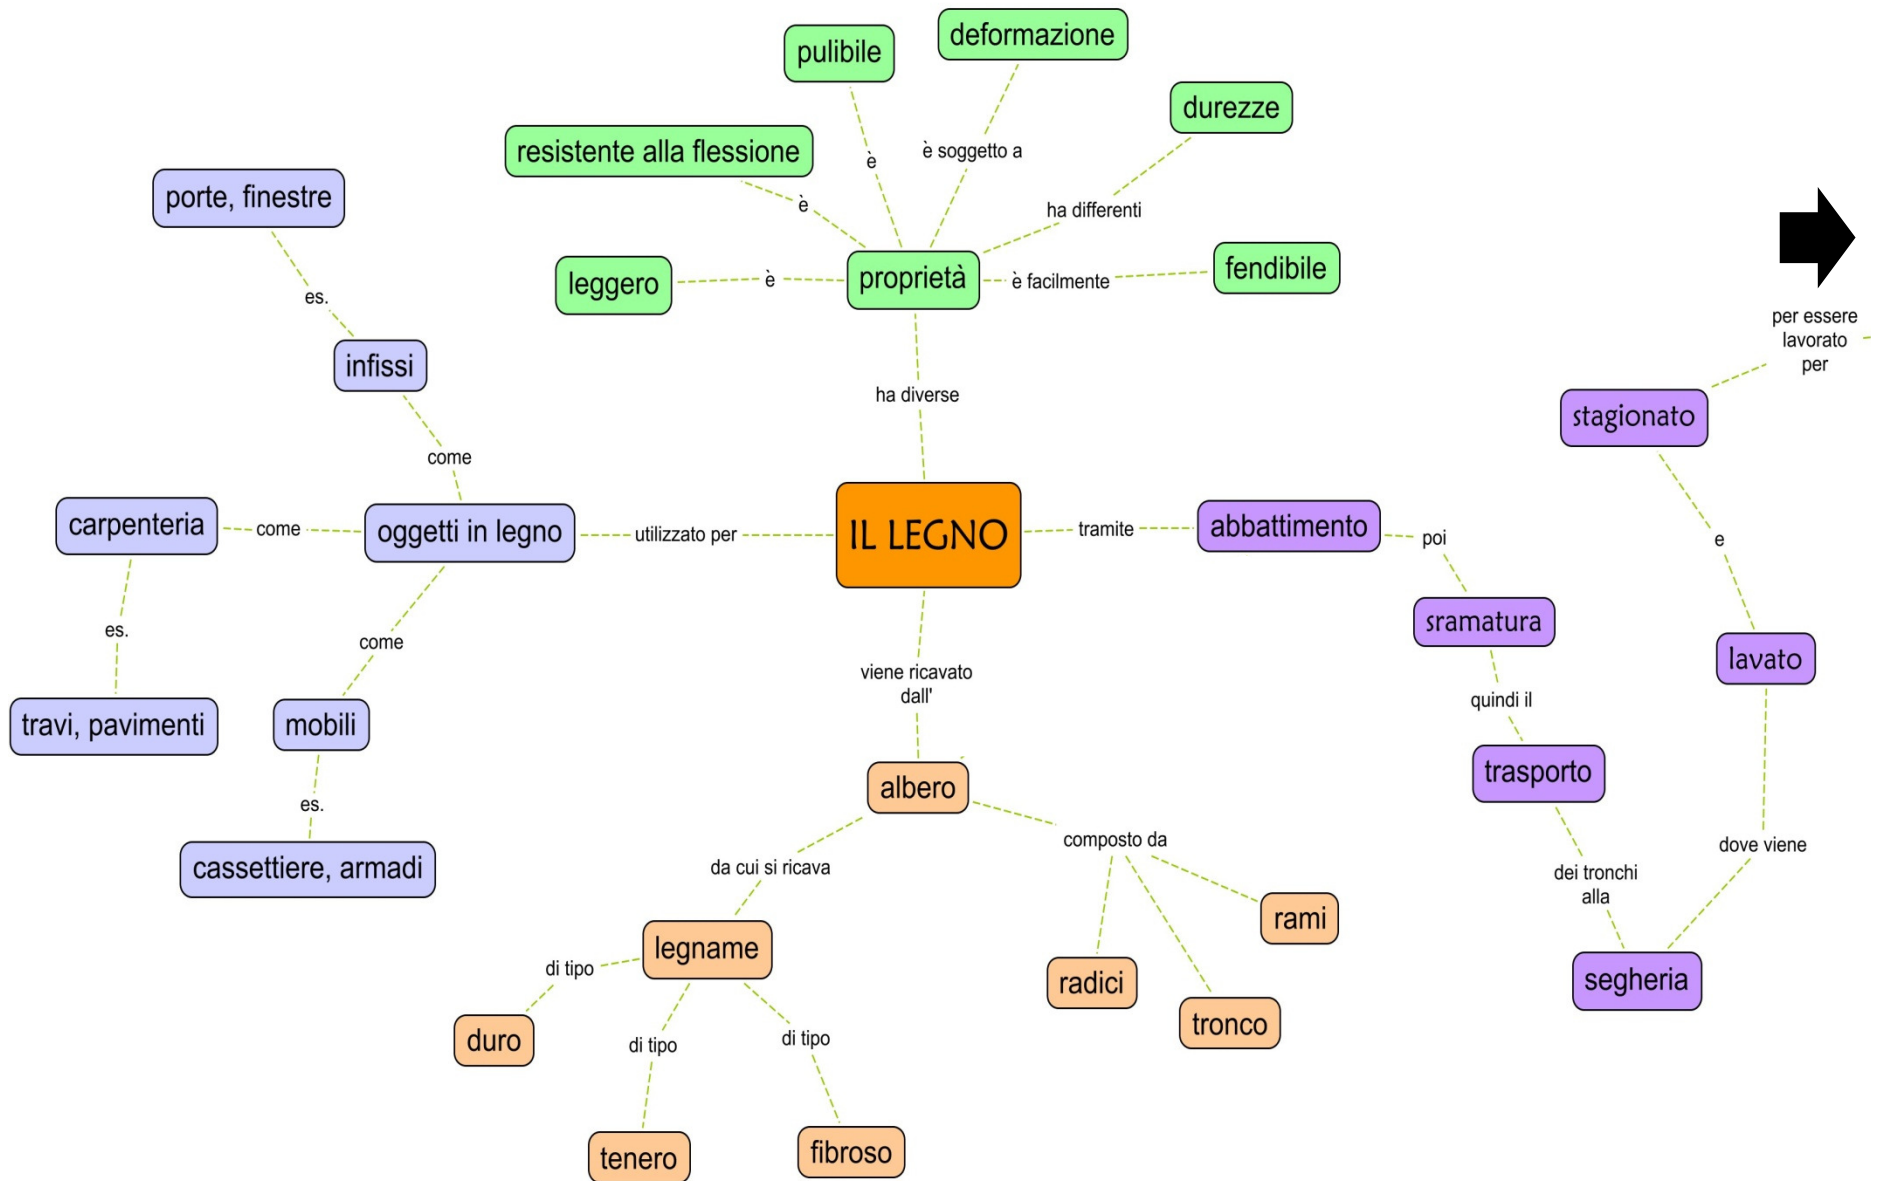 deformazione
pulibile
è soggetto a
durezze
ha differenti
resistente alla flessione
è
è
leggero
è
proprietà
è facilmente
fendibile
ha diverse
porte, finestre
es.
infissi
come
carpenteria
come
oggetti in legno
utilizzato per
IL LEGNO
es.
travi, pavimenti
come
mobili
es.
cassettiere, armadi
viene ricavato
dall'
albero
da cui si ricava
legname
di tipo
duro
di tipo
tenero
di tipo
fibroso
composto da
radici
tronco
rami
tramite
abbattimento
poi
sramatura
quindi il
trasporto
dei tronchi
alla
segheria
dove viene
lavato
e
stagionato
per essere
lavorato
per